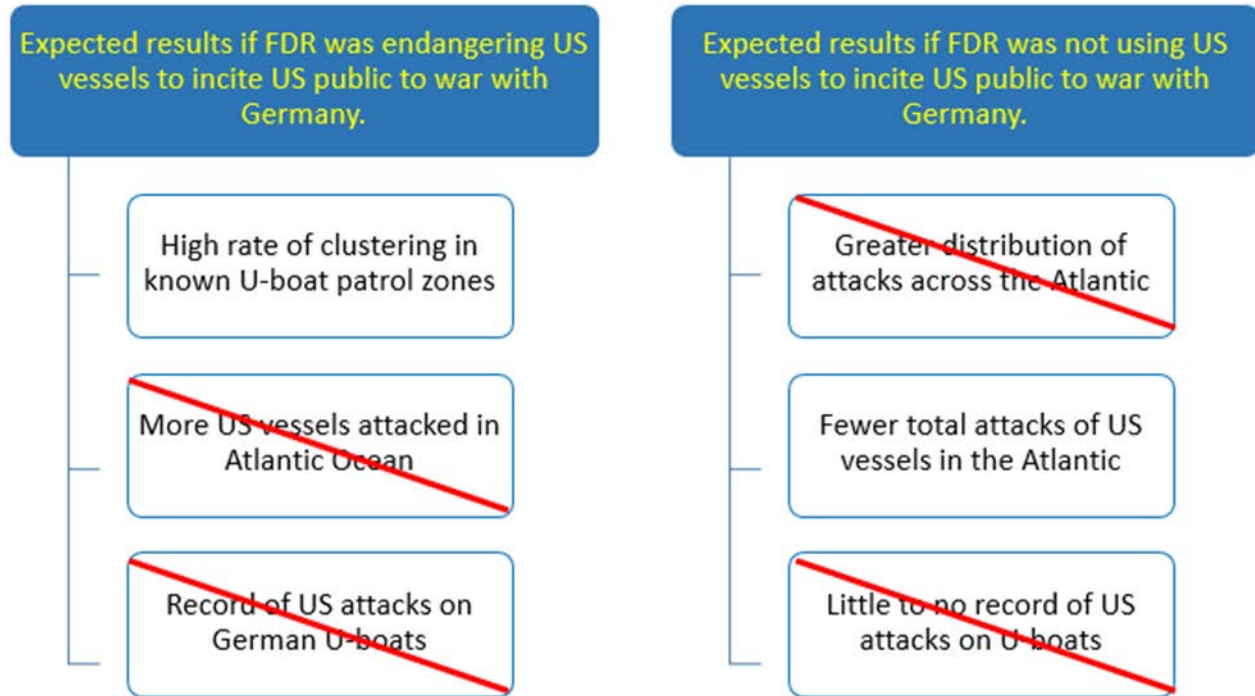 Expected results if FDR was endangering US
vessels to incite US public to war with
Germany.
High rate of clustering in
known U-boat patrol zones
More US vessels attacked in
Atlantic Ocean
Record of US attacks on
German U-boats
Expected results if FDR was not using US
vessels to incite US public to war with
Germany.
Greater distribution of
attacks across the Atlantic
Fewer total attacks of US
vessels in the Atlantic
Little to no record of US
attacks on U-boats